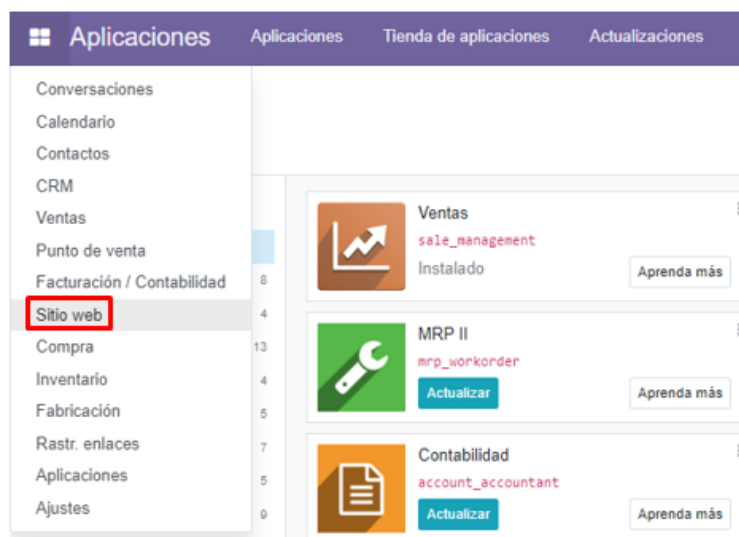 Aplicaciones Aplicaciones Tienda de aplicaciones Actualizaciones
Conversaciones
Calendario
Contactos
CRM
Ventas
Punto de venta
Facturación / Contabilidad 8
Sitio web 4
Compra 13
Inventario 4
Fabricación 5
Rastr. enlaces 7
Aplicaciones 5
Ajustes 9
Ventas
sale_management
Instalado Aprenda más
MRP II
mrp_workorder
Actualizar Aprenda más
Contabilidad
account_accountant
Actualizar Aprenda más